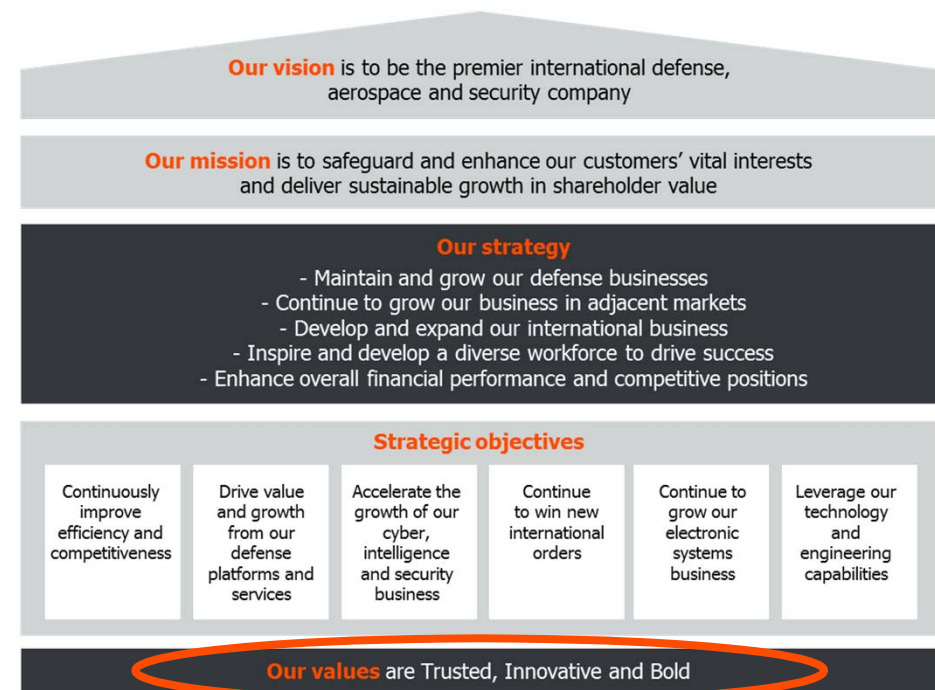 Our vision is to be the premier international defense,
aerospace and security company
Our mission is to safeguard and enhance our customers’ vital interests
and deliver sustainable growth in shareholder value
Our strategy
- Maintain and grow our defense businesses
- Continue to grow our business in adjacent markets
- Develop and expand our international business
- Inspire and develop a diverse workforce to drive success
- Enhance overall financial performance and competitive positions
Strategic objectives
Continuously
improve
efficiency and
competitiveness
Drive value
and growth
from our
defense
platforms and
services
Accelerate the
growth of our
cyber,
intelligence
and security
business
Continue
to win new
international
orders
Continue to
grow our
electronic
systems
business
Leverage our
technology
and
engineering
capabilities
Our values are Trusted, Innovative and Bold